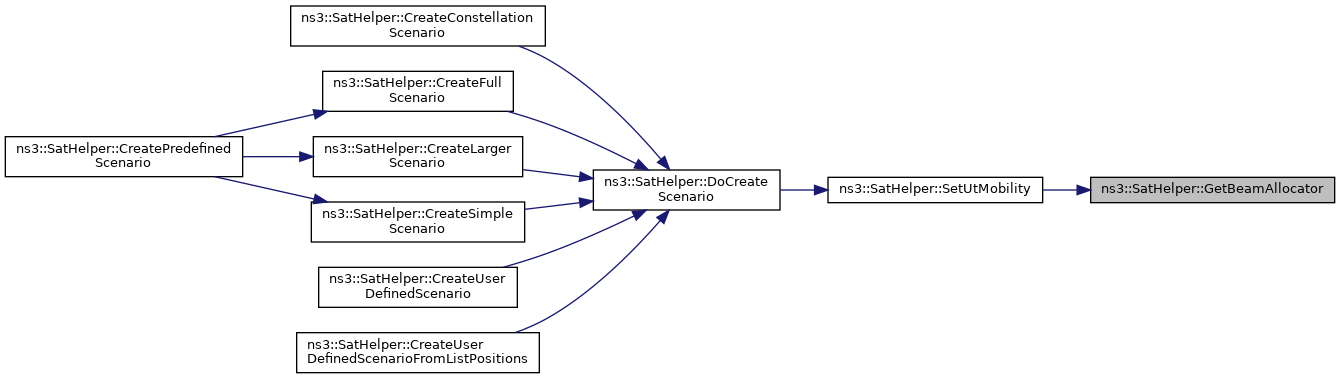 ns3::SatHelper::CreateConstellation
Scenario
ns3::SatHelper::CreateFull
Scenario
ns3::SatHelper::CreatePredefined
Scenario
ns3::SatHelper::CreateLarger
Scenario
ns3::SatHelper::CreateSimple
Scenario
ns3::SatHelper::CreateUser
DefinedScenario
ns3::SatHelper::CreateUser
DefinedScenarioFromListPositions
ns3::SatHelper::DoCreate
Scenario
ns3::SatHelper::SetUtMobility
ns3::SatHelper::GetBeamAllocator